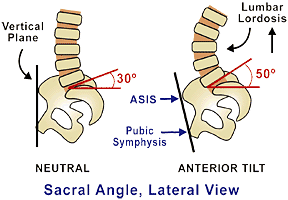 Vertical
Plane
30°
NEUTRAL
Lumbar
Lordosis
50°
ASIS
Pubic
Symphysis
ANTERIOR TILT
Sacral Angle, Lateral View